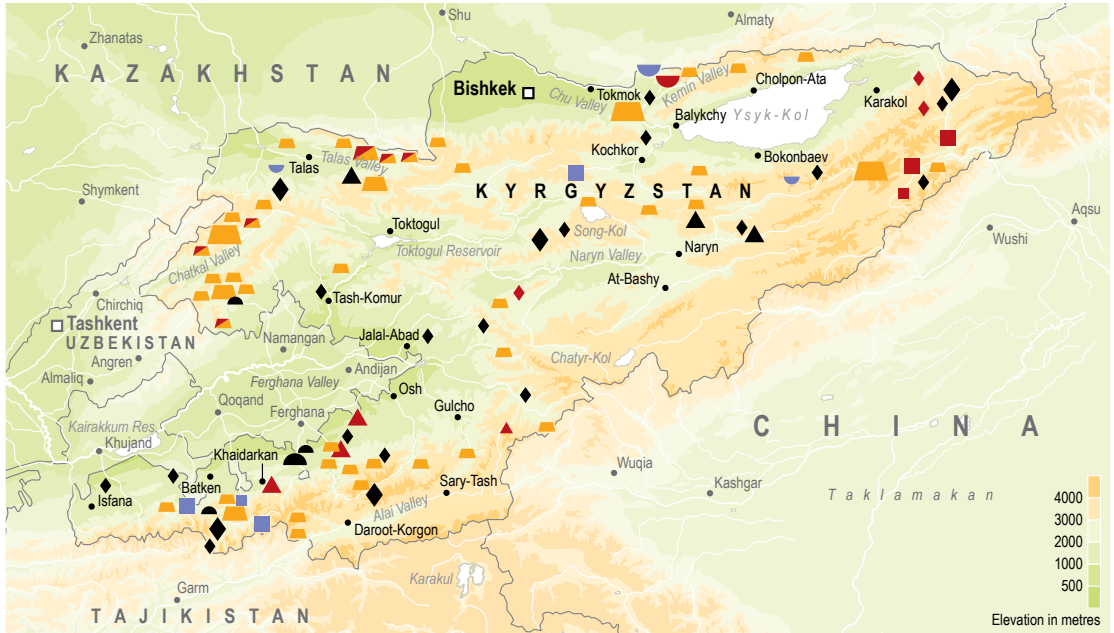 Shu
Almaty
Zhanatas
KAZAKHSTAN
Bishkek
Tokmok
Chu Valley
Kemin Valley
Cholpon-Ata
Karakol
Ysyk-Kol
Balykchy
Kochkor
Bokonbaev
Talas
Talas Valley
Shymkent
KYRGYZSTAN
Toktogul
Toktogul Reservoir
Song-Kol
Naryn Valley
Naryn
Aqsu
Wushi
Chatkal Valley
At-Bashy
Chirchiq
Tash-Komur
Tashkent
UZBEKISTAN
Namangan
Jalal-Abad
Angren
Andijan
Chatyr-Kol
Almaliq
Ferghana Valley
Osh
Qoqand
Gulcho
Ferghana
CHINA
Kairakkum Res.
Khujand
Khaidarkan
Batken
Wuqia
Sary-Tash
Kashgar
Taklamakan
Isfana
Alai Valley
Daroot-Korgon
Karakul
Garm
TAJIKISTAN
4000
3000
2000
1000
500
Elevation in metres